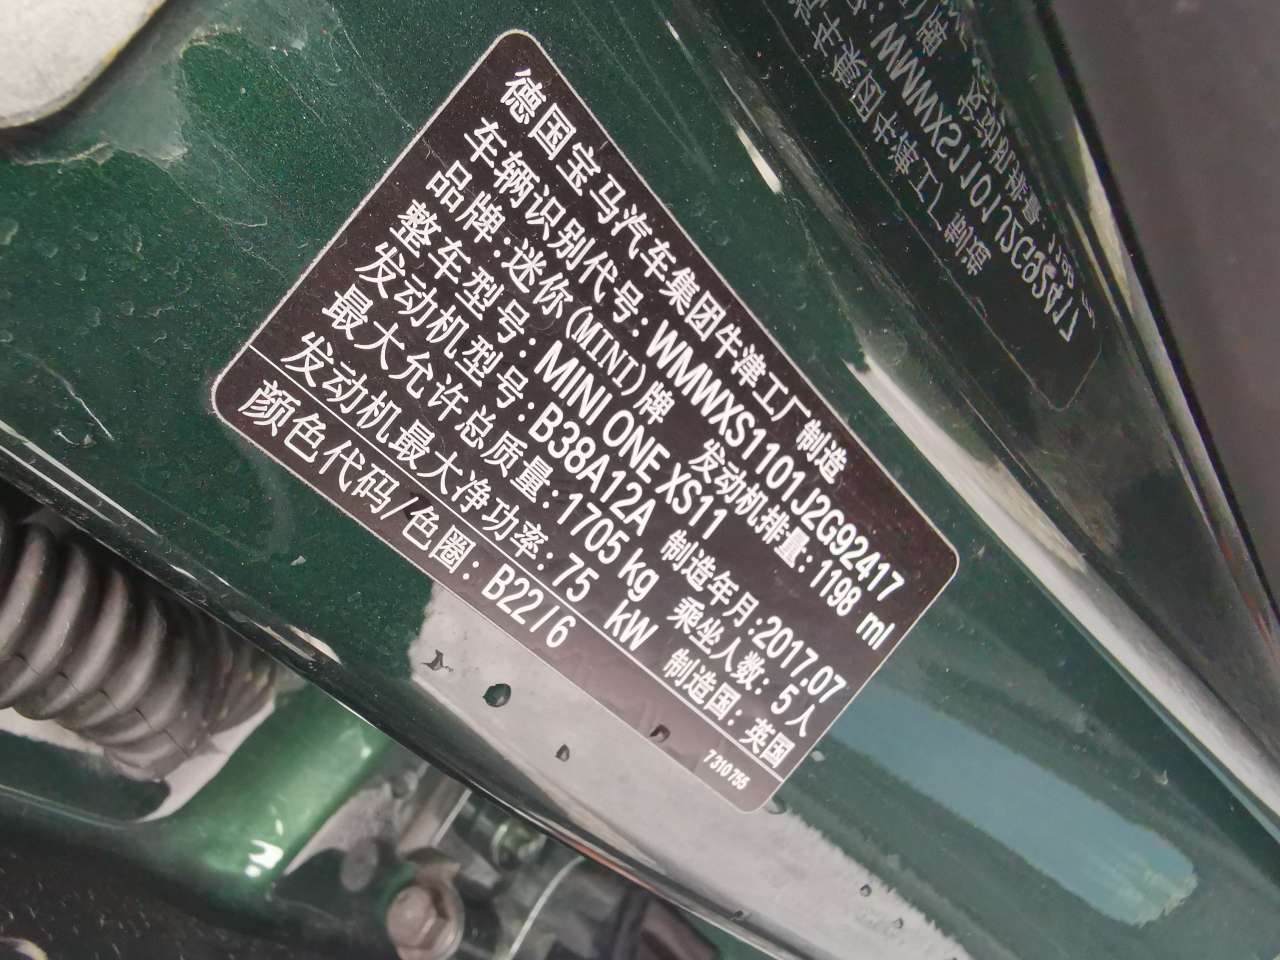 德国宝马汽车集团牛津工厂制造
车辆识别代号: WMWXS1101J2G92417
品牌:迷你(MINI)牌 发动机排量: 1198 ml
整车型号: MINI ONE XS11
发动机型号: B38A12A 制造年月: 2017.07
最大允许总质量: 1705 kg 乘坐人数: 5 人
发动机最大净功率: 75 kW 制造国: 英国
颜色代码/色圈: B22/6
7310755